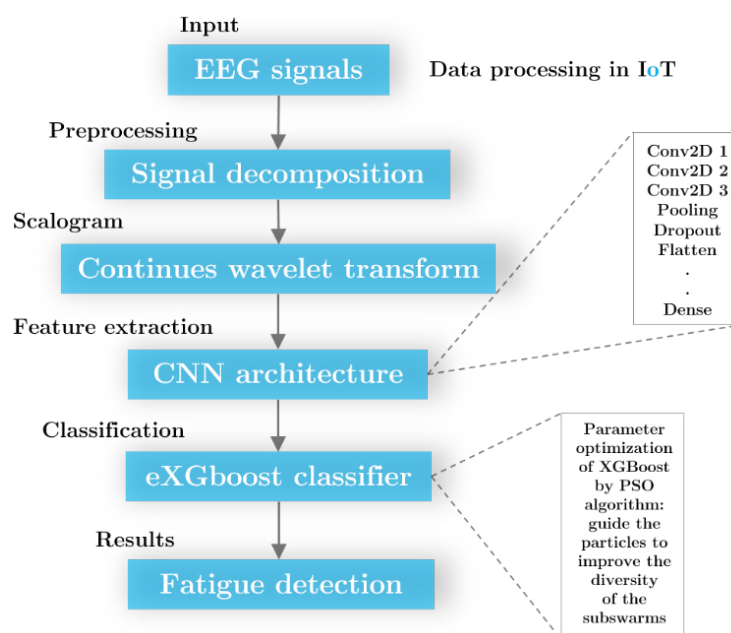 Input
EEG signals
Data processing in IoT
Preprocessing
Signal decomposition
Scalogram
Continues wavelet transform
Feature extraction
CNN architecture
Conv2D 1
Conv2D 2
Conv2D 3
Pooling
Dropout
Flatten
.
.
Dense
Classification
eXGboost classifier
Parameter
optimization
of XGBoost
by PSO
algorithm:
guide the
particles to
improve the
diversity
of the
subswarms
Results
Fatigue detection